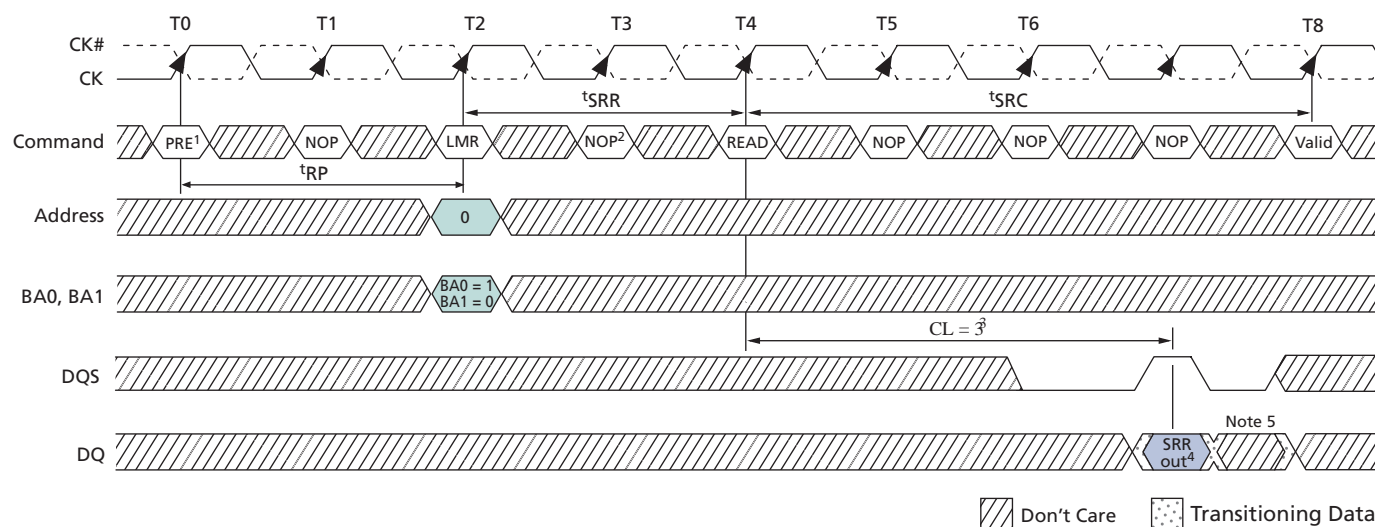 T0 T1 T2 T3 T4 T5 T6 T8
CK#
CK
tSRR tSRC
Command PRE1 NOP LMR NOP2 READ NOP NOP NOP Valid
tRP
Address 0
BA0, BA1 BA0 = 1
BA1 = 0
CL = 33
DQS
Note 5
DQ SRR
out4
Don't Care Transitioning Data